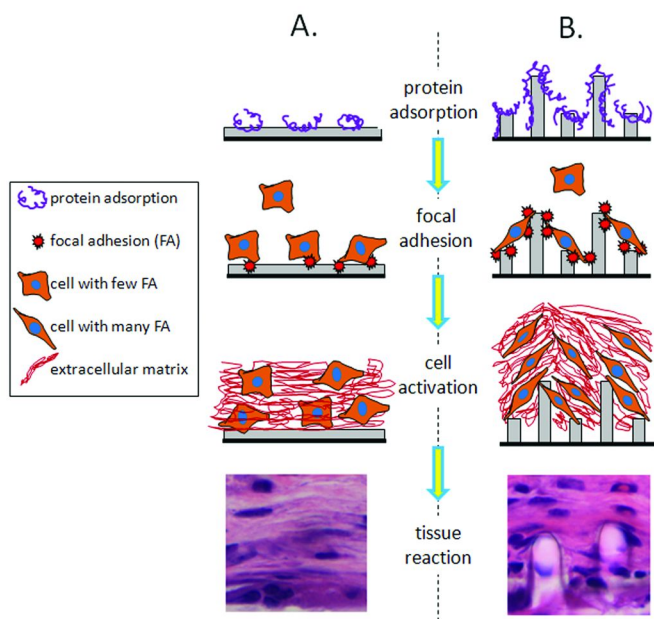 A.
B.
protein
adsorption
protein adsorption
focal adhesion (FA)
cell with few FA
cell with many FA
extracellular matrix
focal
adhesion
cell
activation
tissue
reaction